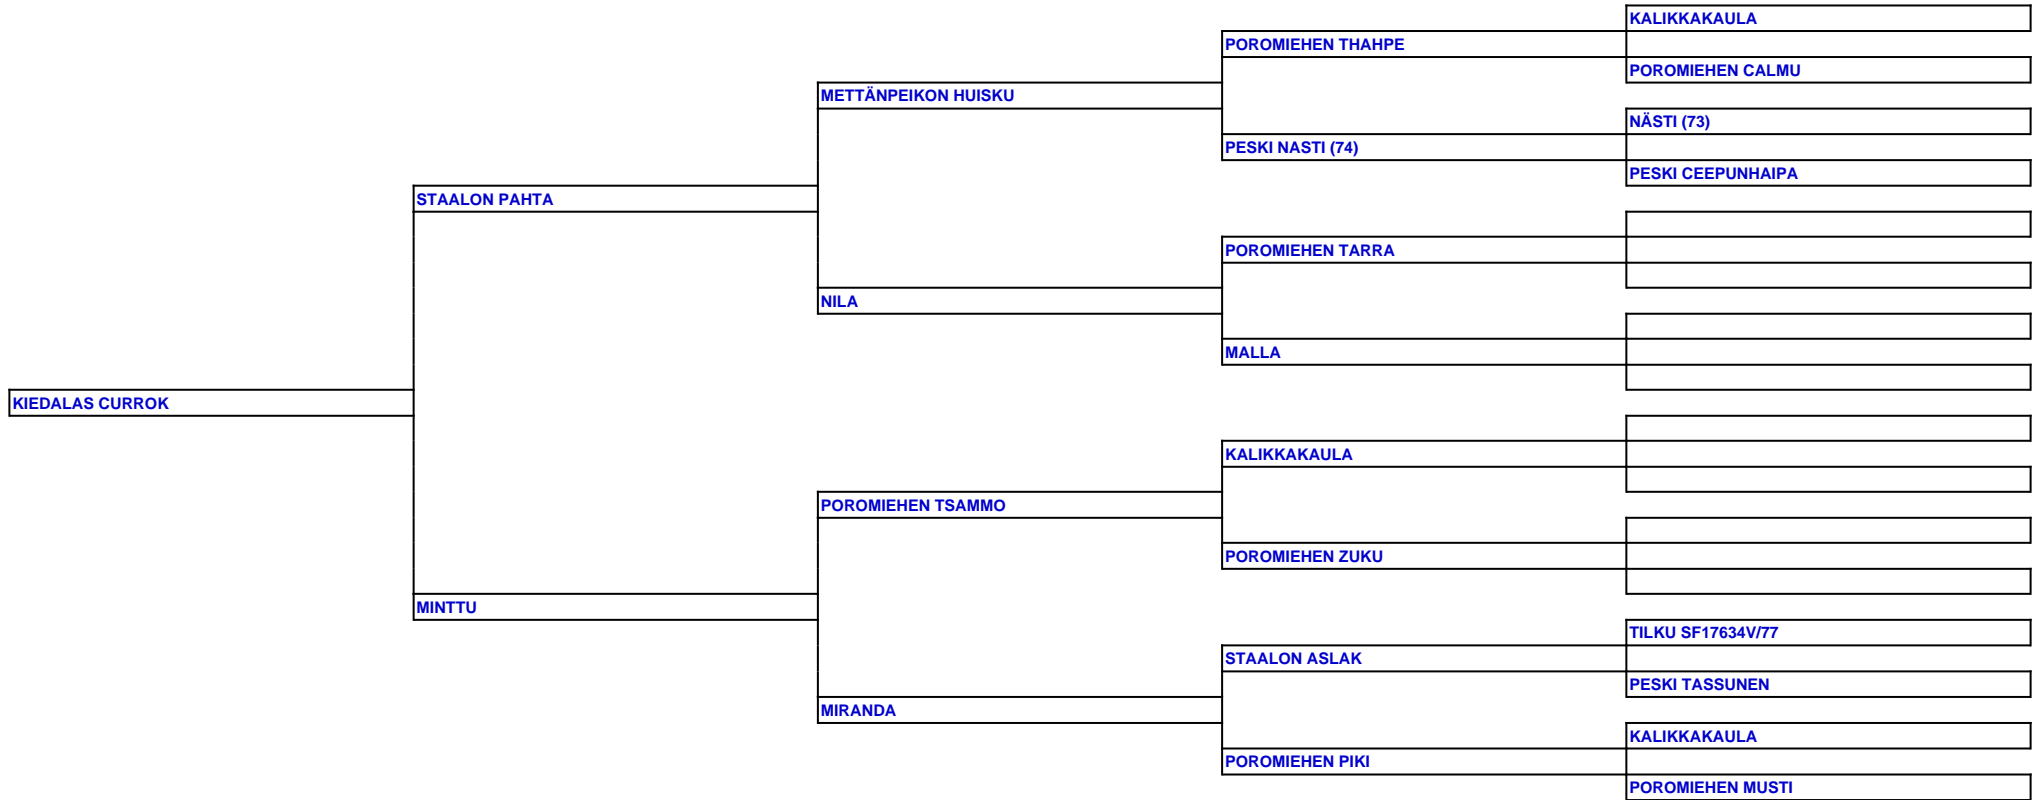 KALIKKAKAULA
POROMIEHEN THAHPE
POROMIEHEN CALMU
METTÄNPEIKON HUISKU
NÄSTI (73)
PESKI NASTI (74)
PESKI CEEPUNHAIPA
STAALON PAHTA
POROMIEHEN TARRA
NILA
MALLA
KIEDALAS CURROK
KALIKKAKAULA
POROMIEHEN TSAMMO
POROMIEHEN ZUKU
MINTTU
TILKU SF17634V/77
STAALON ASLAK
PESKI TASSUNEN
MIRANDA
KALIKKAKAULA
POROMIEHEN PIKI
POROMIEHEN MUSTI